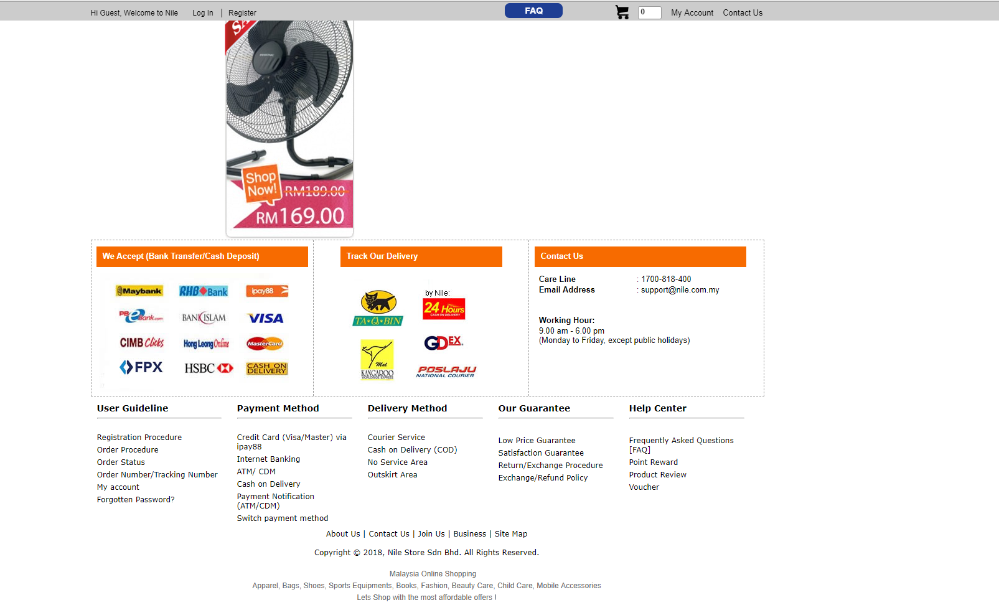 Hi Guest, Welcome to Nile Log In | Register FAQ 0 My Account Contact Us
Shop
Now!
RM189.00
RM169.00
We Accept (Bank Transfer/Cash Deposit)
Maybank RHB Bank ipay88
PBeBank.com BANK ISLAM VISA
CIMB Clicks Hong Leong Online MasterCard
FPX HSBC CASH ON DELIVERY
Track Our Delivery
by Nile:
TA-Q-BIN
24 Hours
CASH ON DELIVERY
GDEX
Mal
KANGAROO
WORLDWIDE EXPRESS
POSLAJU
NATIONAL COURIER
Contact Us
Care Line : 1700-818-400
Email Address : support@nile.com.my
Working Hour:
9.00 am - 6.00 pm
(Monday to Friday, except public holidays)
User Guideline
Registration Procedure
Order Procedure
Order Status
Order Number/Tracking Number
My account
Forgotten Password?
Payment Method
Credit Card (Visa/Master) via
ipay88
Internet Banking
ATM/ CDM
Cash on Delivery
Payment Notification
(ATM/CDM)
Switch payment method
Delivery Method
Courier Service
Cash on Delivery (COD)
No Service Area
Outskirt Area
Our Guarantee
Low Price Guarantee
Satisfaction Guarantee
Return/Exchange Procedure
Exchange/Refund Policy
Help Center
Frequently Asked Questions
[FAQ]
Point Reward
Product Review
Voucher
About Us | Contact Us | Join Us | Business | Site Map
Copyright © 2018, Nile Store Sdn Bhd. All Rights Reserved.
Malaysia Online Shopping
Apparel, Bags, Shoes, Sports Equipments, Books, Fashion, Beauty Care, Child Care, Mobile Accessories
Lets Shop with the most affordable offers !